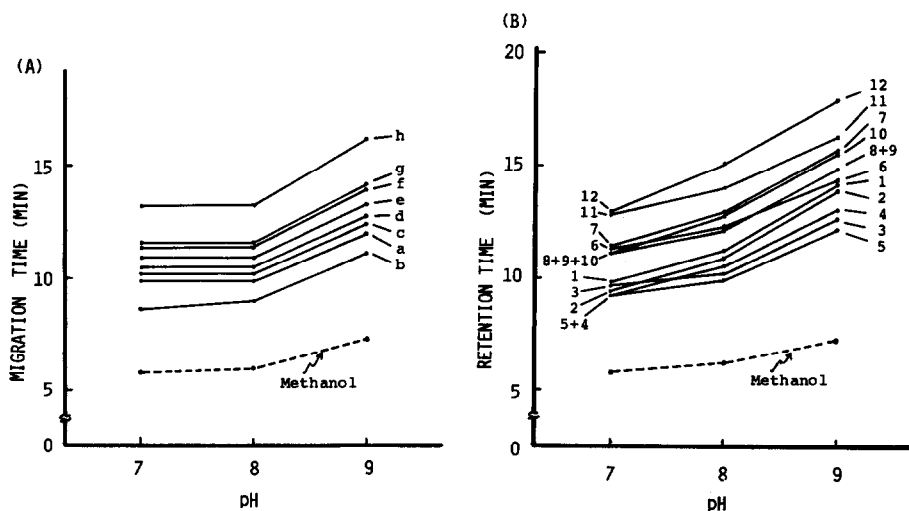 (A)
MIGRATION TIME (MIN)
15
10
5
0
7
8
9
pH
h
g
f
e
d
c
a
b
Methanol
(B)
RETENTION TIME (MIN)
20
15
10
5
0
7
8
9
pH
12
11
7
6
8+9+10
1
3
2
5+4
12
11
7
10
8+9
6
1
2
4
3
5
Methanol